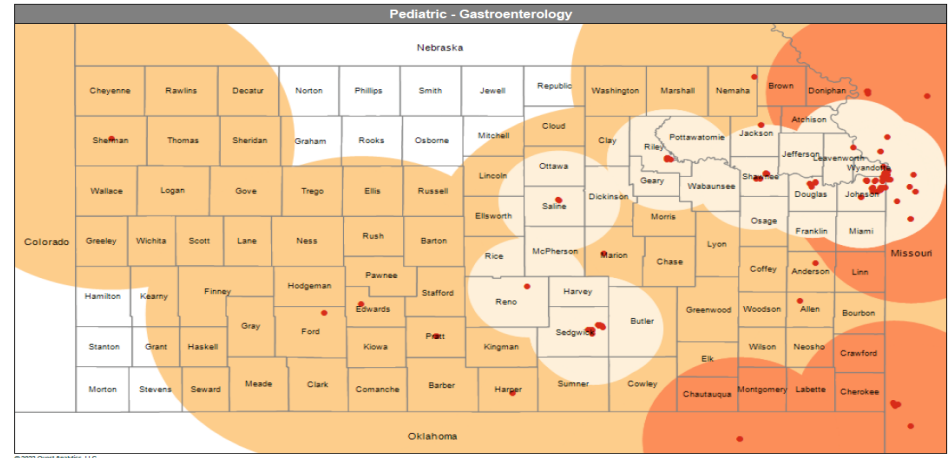 Pediatric - Gastroenterology
Nebraska
Cheyenne Rawlins Decatur Norton Phillips Smith Jewell Republic Washington Marshall Nemaha Brown Doniphan
Atchison
Sherman Thomas Sheridan Graham Rooks Osborne Mitchell Cloud Clay Riley Pottawatomie Jackson
Jefferson Leavenworth
Wyandotte
Lincoln Ottawa Geary Shawnee
Wallace Logan Gove Trego Ellis Russell Dickinson Wabaunsee Douglas Johnson
Ellsworth Saline Morris Osage
Franklin Miami
Colorado Greeley Wichita Scott Lane Ness Rush Barton Lyon
Rice McPherson Marion Chase Missouri
Coffey Anderson Linn
Hamilton Kearny Finney Hodgeman Pawnee Stafford Reno Harvey
Edwards
Gray Ford Sedgwick Butler Greenwood Woodson Allen Bourbon
Stanton Grant Haskell Kiowa Pratt Kingman Wilson Neosho Crawford
Elk
Morton Stevens Seward Meade Clark Comanche Barber Harper Sumner Cowley Chautauqua Montgomery Labette Cherokee
Oklahoma